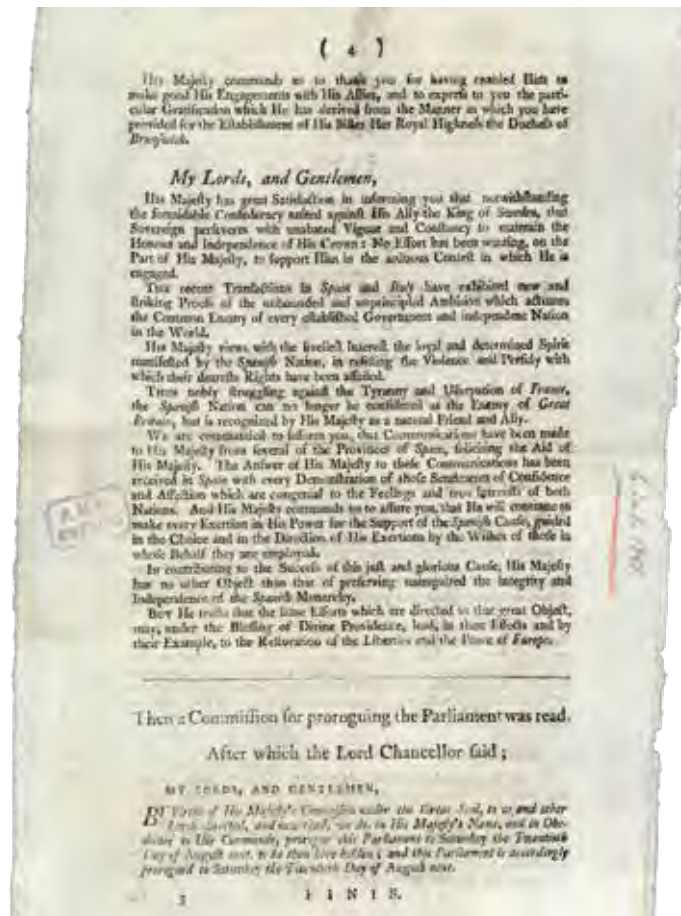 ( 4 )
His Majesty commands us to thank you for having enabled Him to
make good His Engagements with His Allies, and to express to you the parti-
cular Gratification which He has derived from the Manner in which you have
provided for the Establishment of His Sister Her Royal Highness the Duchess of
Brunswick.
My Lords, and Gentlemen,
His Majesty has great Satisfaction in informing you that notwithstanding
the formidable Confederacy united against His Ally the King of Sweden, that
Sovereign perseveres with unabated Vigour and Constancy to maintain the
Honour and Independence of His Crown: No Effort has been wanting, on the
Part of His Majesty, to support Him in the arduous Contest in which He is
engaged.
The recent Transactions in Spain and Italy have exhibited new and
striking Proofs of the unbounded and unprincipled Ambition which actuates
the Common Enemy of every established Government and independent Nation
in the World.
His Majesty views with the liveliest Interest the loyal and determined Spirit
manifested by the Spanish Nation, in resisting the Violence and Perfidy with
which their dearest Rights have been assailed.
Thus nobly struggling against the Tyranny and Usurpation of France,
the Spanish Nation can no longer be considered as the Enemy of Great
Britain, but is recognized by His Majesty as a natural Friend and Ally.
We are commanded to inform you, that Communications have been made
to His Majesty from several of the Provinces of Spain, soliciting the Aid of
His Majesty. The Answer of His Majesty to these Communications has been
received in Spain with every Demonstration of those Sentiments of Confidence
and Affection which are congenial to the Feelings and true Interests of both
Nations. And His Majesty commands us to assure you, that He will continue to
make every Exertion in His Power for the Support of the Spanish Cause, guided
in the Choice and in the Direction of His Exertions by the Wishes of those in
whose Behalf they are employed.
In contributing to the Success of this just and glorious Cause, His Majesty
has no other Object than that of preserving unimpaired the Integrity and
Independence of the Spanish Monarchy.
But He trusts that the same Efforts which are directed to that great Object,
may, under the Blessing of Divine Providence, lead, in their Effects and by
their Example, to the Restoration of the Liberties and the Peace of Europe.
Then a Commission for proroguing the Parliament was read.
After which the Lord Chancellor said;
MY LORDS, AND GENTLEMEN,
BY Virtue of His Majesty's Commission under the Great Seal, to us and other
Lords directed, and now read, we do, in His Majesty's Name, and in Obe-
dience to His Commands, prorogue this Parliament to Saturday the Twentieth
Day of August next, to be then here holden; and this Parliament is accordingly
prorogued to Saturday the Twentieth Day of August next.
FINIS.